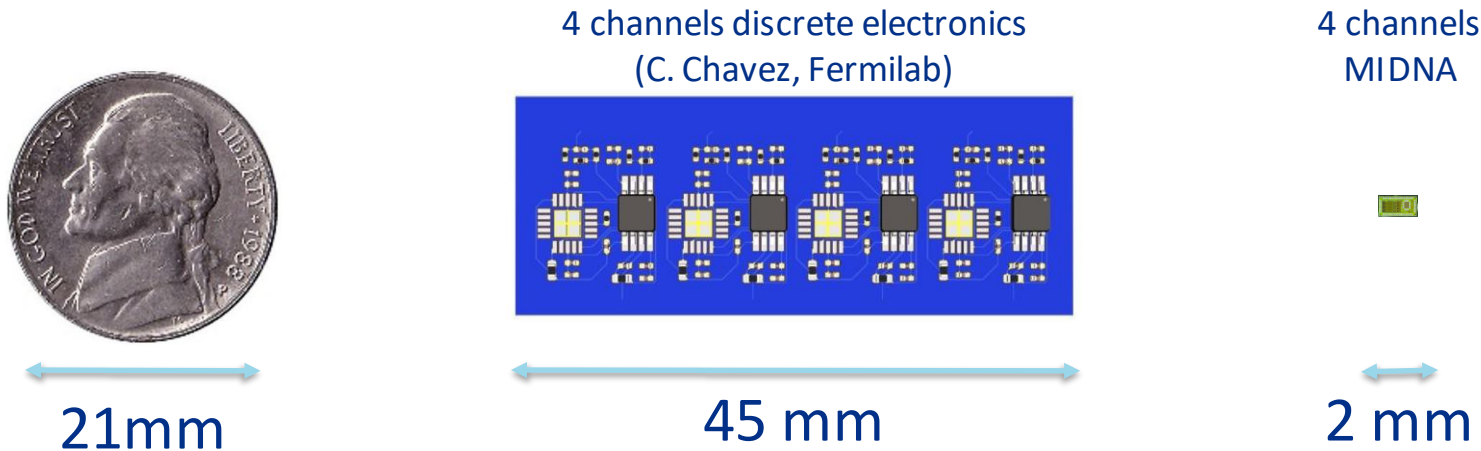 4 channels discrete electronics
(C. Chavez, Fermilab)
4 channels
MIDNA
IN GOD WE TRUST
LIBERTY 1988
P
21mm
45 mm
2 mm